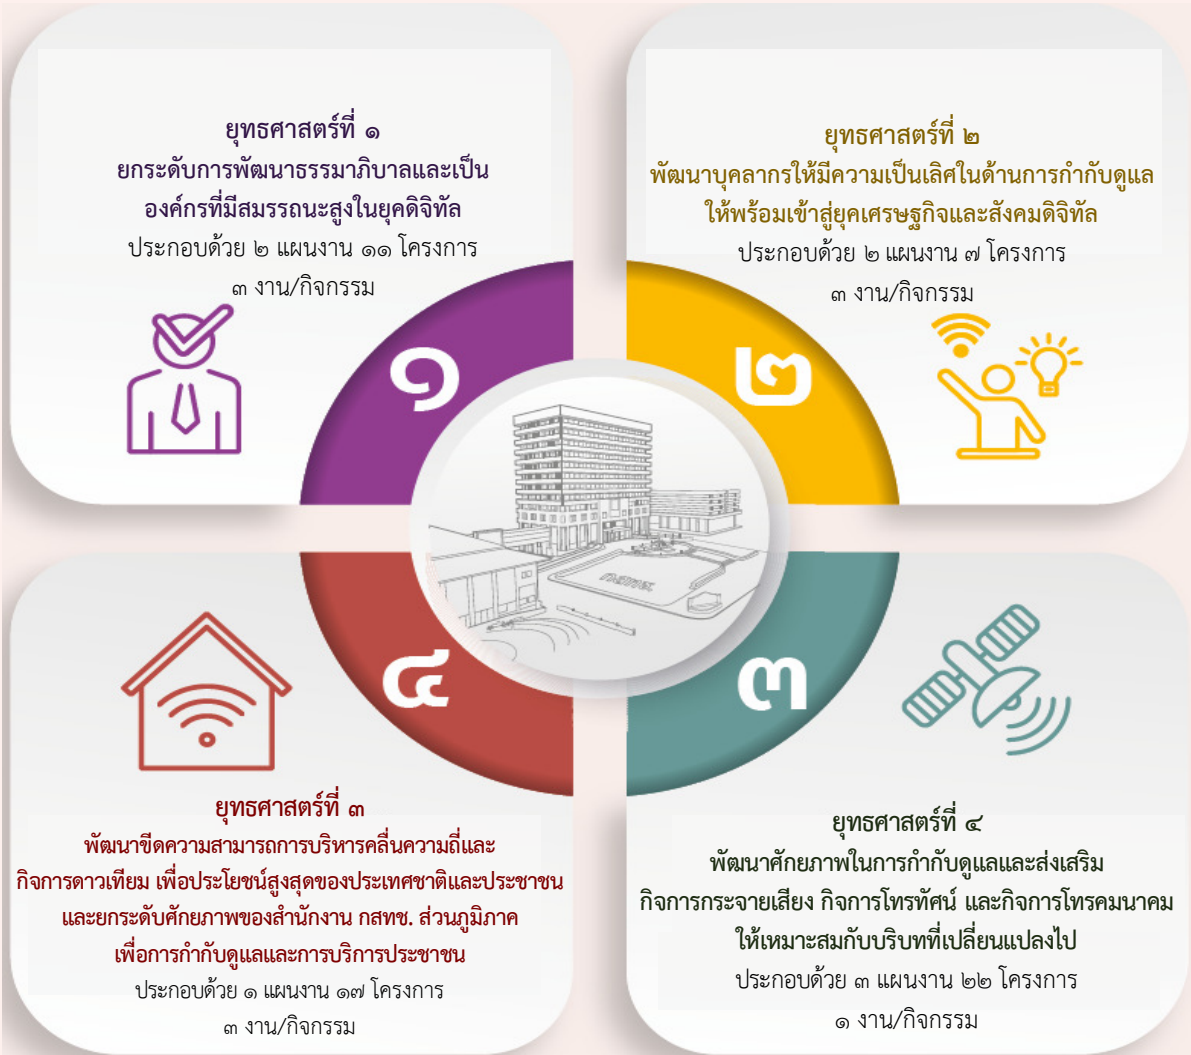 ยุทธศาสตร์ที่ ๑
ยกระดับการพัฒนาธรรมาภิบาลและเป็น
องค์กรที่มีสมรรถนะสูงในยุคดิจิทัล
ประกอบด้วย ๒ แผนงาน ๑๑ โครงการ
๓ งาน/กิจกรรม
ยุทธศาสตร์ที่ ๒
พัฒนาบุคลากรให้มีความเป็นเลิศในด้านการกำกับดูแล
ให้พร้อมเข้าสู่ยุคเศรษฐกิจและสังคมดิจิทัล
ประกอบด้วย ๒ แผนงาน ๗ โครงการ
๓ งาน/กิจกรรม
๑
๒
กสทช.
๔
๓
ยุทธศาสตร์ที่ ๓
พัฒนาขีดความสามารถการบริหารคลื่นความถี่และ
กิจการดาวเทียม เพื่อประโยชน์สูงสุดของประเทศชาติและประชาชน
และยกระดับศักยภาพของสำนักงาน กสทช. ส่วนภูมิภาค
เพื่อการกำกับดูแลและการบริการประชาชน
ประกอบด้วย ๑ แผนงาน ๑๗ โครงการ
๓ งาน/กิจกรรม
ยุทธศาสตร์ที่ ๔
พัฒนาศักยภาพในการกำกับดูแลและส่งเสริม
กิจการกระจายเสียง กิจการโทรทัศน์ และกิจการโทรคมนาคม
ให้เหมาะสมกับบริบทที่เปลี่ยนแปลงไป
ประกอบด้วย ๓ แผนงาน ๒๒ โครงการ
๑ งาน/กิจกรรม